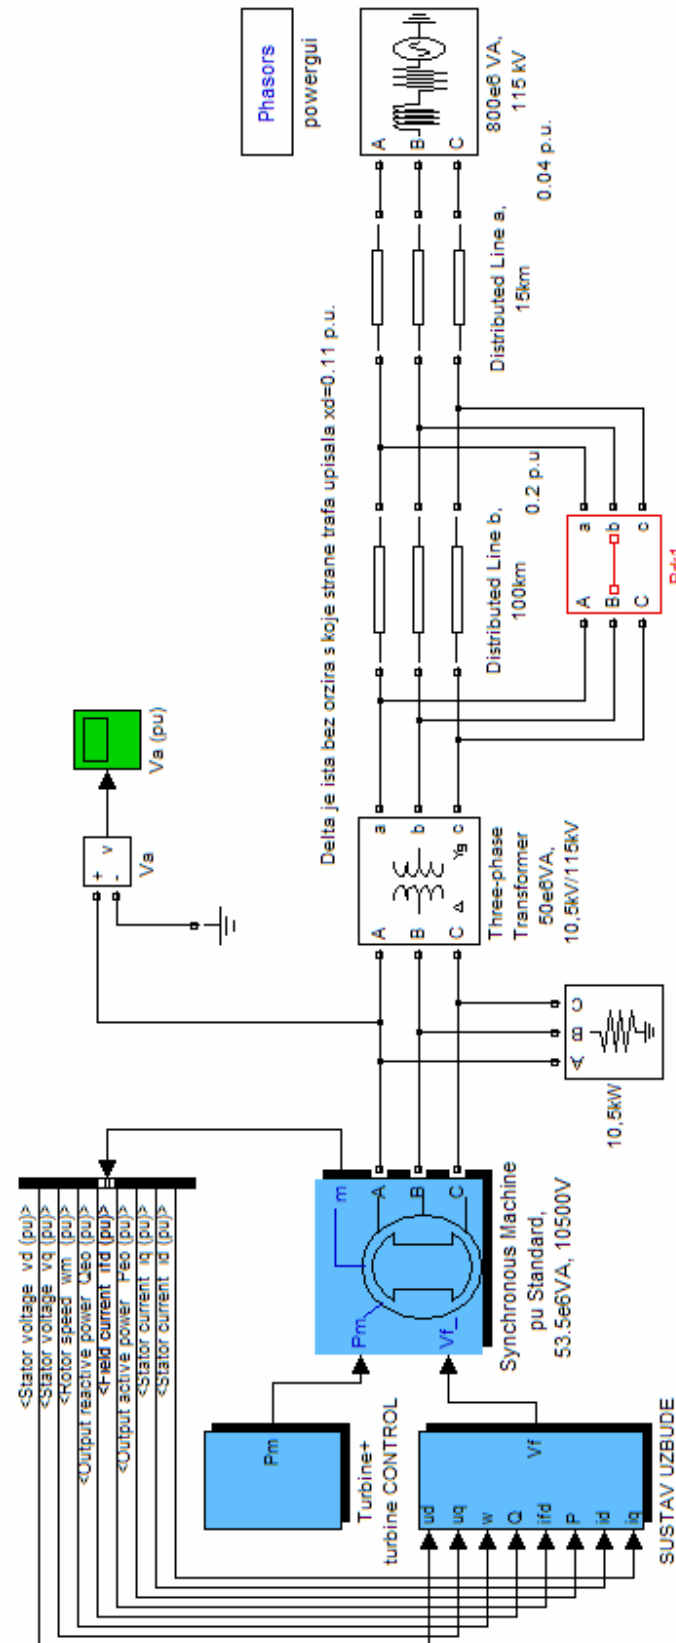 Phasors
powergui
A
B
C
800e6 VA,
115 kV
0.04 p.u.
Distributed Line a,
15km
Delta je ista bez orzira s koje strane trafa upisala xd=0.11 p.u.
0.2 p.u
Distributed Line b,
100km
a
b
c
A
B
C
Va (pu)
+
-
v
Va
A
B
C
a
b
c
Δ
Yg
Three-phase
Transformer
50e6VA,
10,5kV/115kV
A
B
C
10,5kW
<Stator voltage vd (pu)>
<Stator voltage vq (pu)>
<Rotor speed wm (pu)>
<Output reactive power Qeo (pu)>
<Field current ifd (pu)>
<Output active power Peo (pu)>
<Stator current iq (pu)>
<Stator current id (pu)>
m
A
B
C
Pm
Vf_
Synchronous Machine
pu Standard,
53.5e6VA, 10500V
Pm
Turbine+
turbine CONTROL
ud
uq
w
Q
ifd
P
id
iq
Vf
SUSTAV UZBUDE